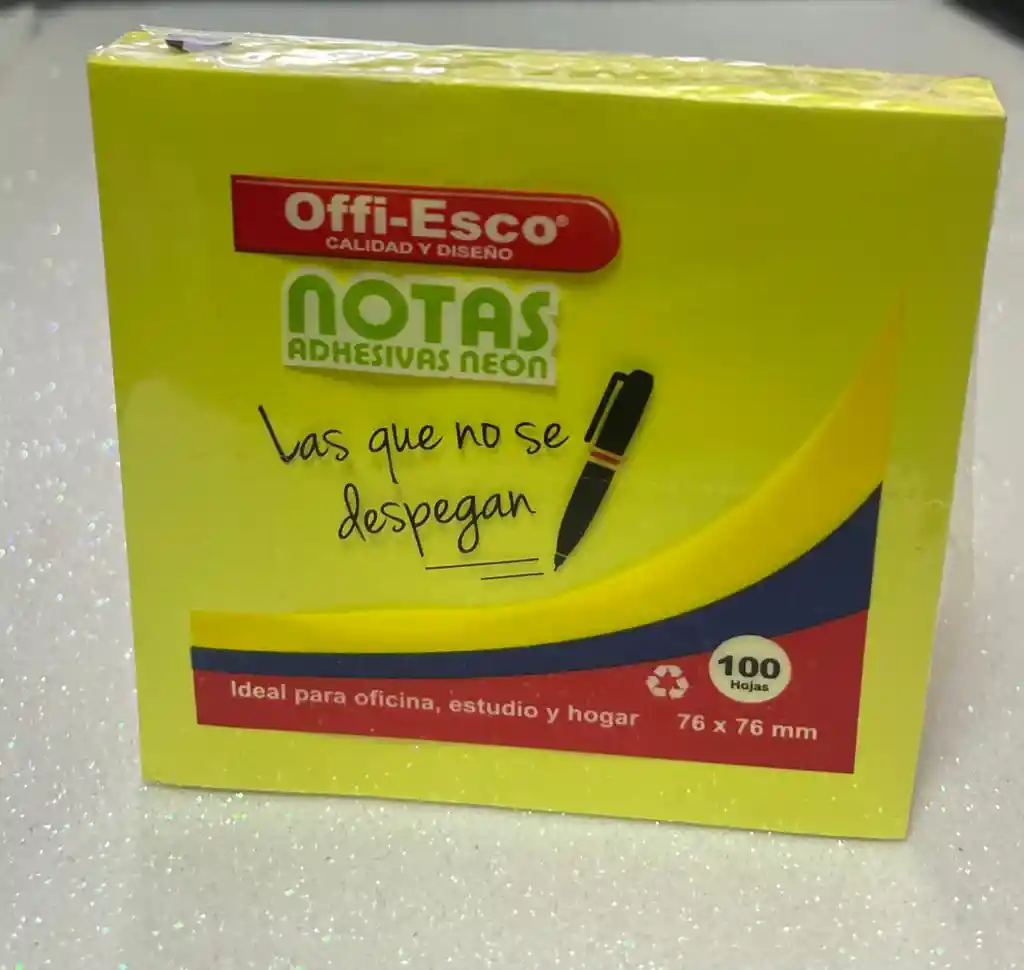 Offi-Esco®
CALIDAD Y DISEÑO
NOTAS
ADHESIVAS NEÓN
Las que no se
despegan
100
Hojas
Ideal para oficina, estudio y hogar
76 x 76 mm